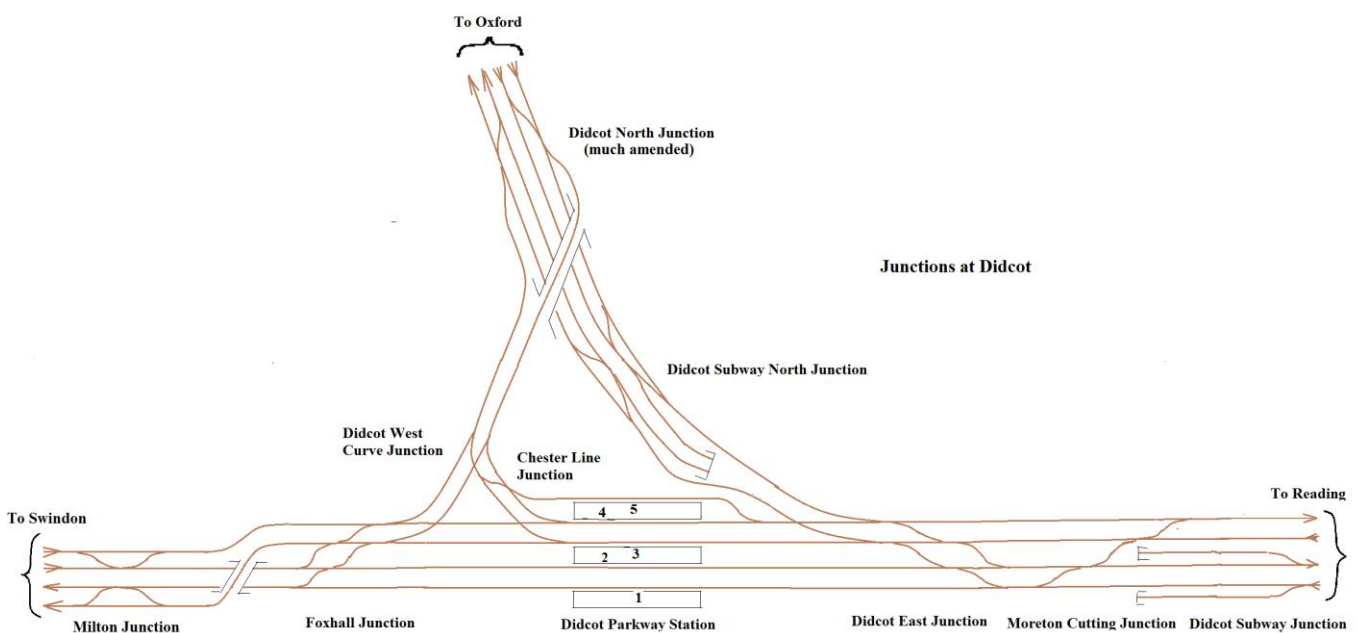 To Oxford
Didcot North Junction
(much amended)
Junctions at Didcot
Didcot Subway North Junction
Didcot West
Curve Junction
Chester Line
Junction
To Swindon
To Reading
4 5
2 3
1
Milton Junction
Foxhall Junction
Didcot Parkway Station
Didcot East Junction
Moreton Cutting Junction
Didcot Subway Junction